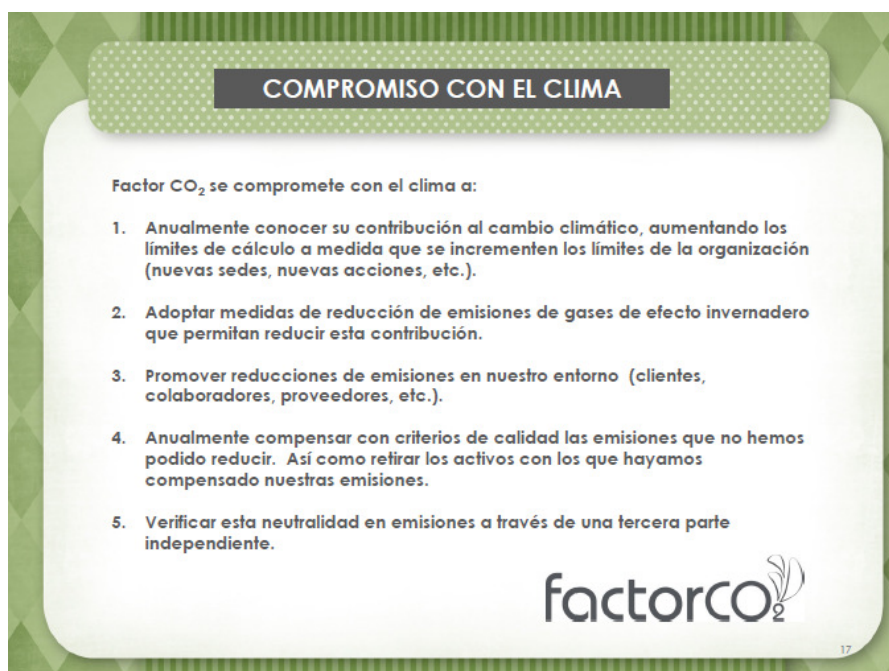 COMPROMISO CON EL CLIMA
Factor CO₂ se compromete con el clima a:
1. Anualmente conocer su contribución al cambio climático, aumentando los
límites de cálculo a medida que se incrementen los límites de la organización
(nuevas sedes, nuevas acciones, etc.).
2. Adoptar medidas de reducción de emisiones de gases de efecto invernadero
que permitan reducir esta contribución.
3. Promover reducciones de emisiones en nuestro entorno (clientes,
colaboradores, proveedores, etc.).
4. Anualmente compensar con criterios de calidad las emisiones que no hemos
podido reducir. Así como retirar los activos con los que hayamos
compensado nuestras emisiones.
5. Verificar esta neutralidad en emisiones a través de una tercera parte
independiente.
factorCO₂
17